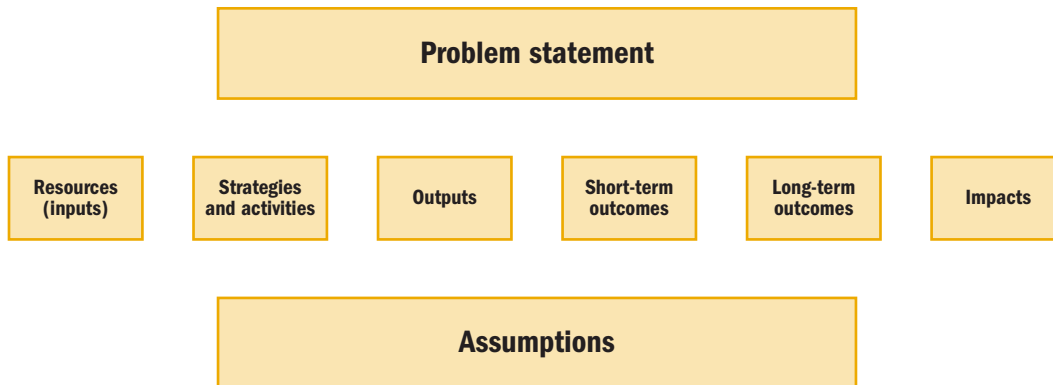 Problem statement
Resources
(inputs)
Strategies
and activities
Outputs
Short-term
outcomes
Long-term
outcomes
Impacts
Assumptions